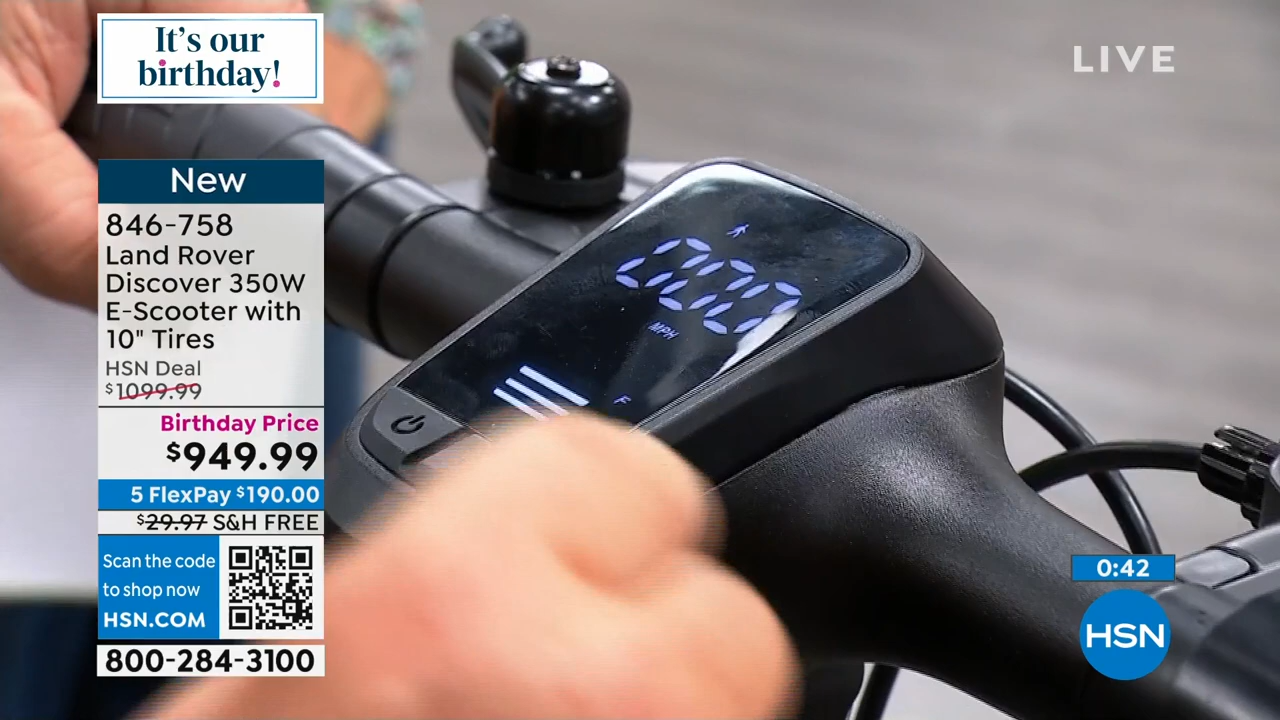 It's our
birthday!
LIVE
New
846-758
Land Rover
Discover 350W
E-Scooter with
10" Tires
HSN Deal
$1099.99
Birthday Price
$949.99
5 FlexPay $190.00
$29.97 S&H FREE
Scan the code
to shop now
HSN.COM
800-284-3100
000
MPH
F
0:42
HSN